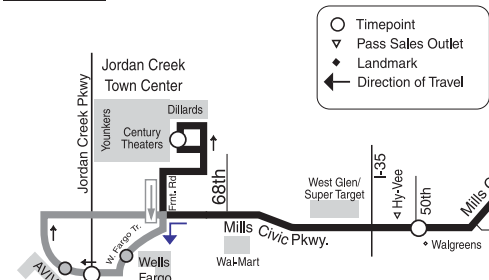 Timepoint
Pass Sales Outlet
Landmark
Direction of Travel
Jordan Creek
Town Center
Jordan Creek Pkwy
Younkers
Dillards
Century
Theaters
Frnt. Rd
68th
West Glen/
Super Target
I-35
Hy-Vee
50th
Mills
Mills
Civic Pkwy.
Walgreens
Wal-Mart
W. Fargo Tr.
Wells
Fargo